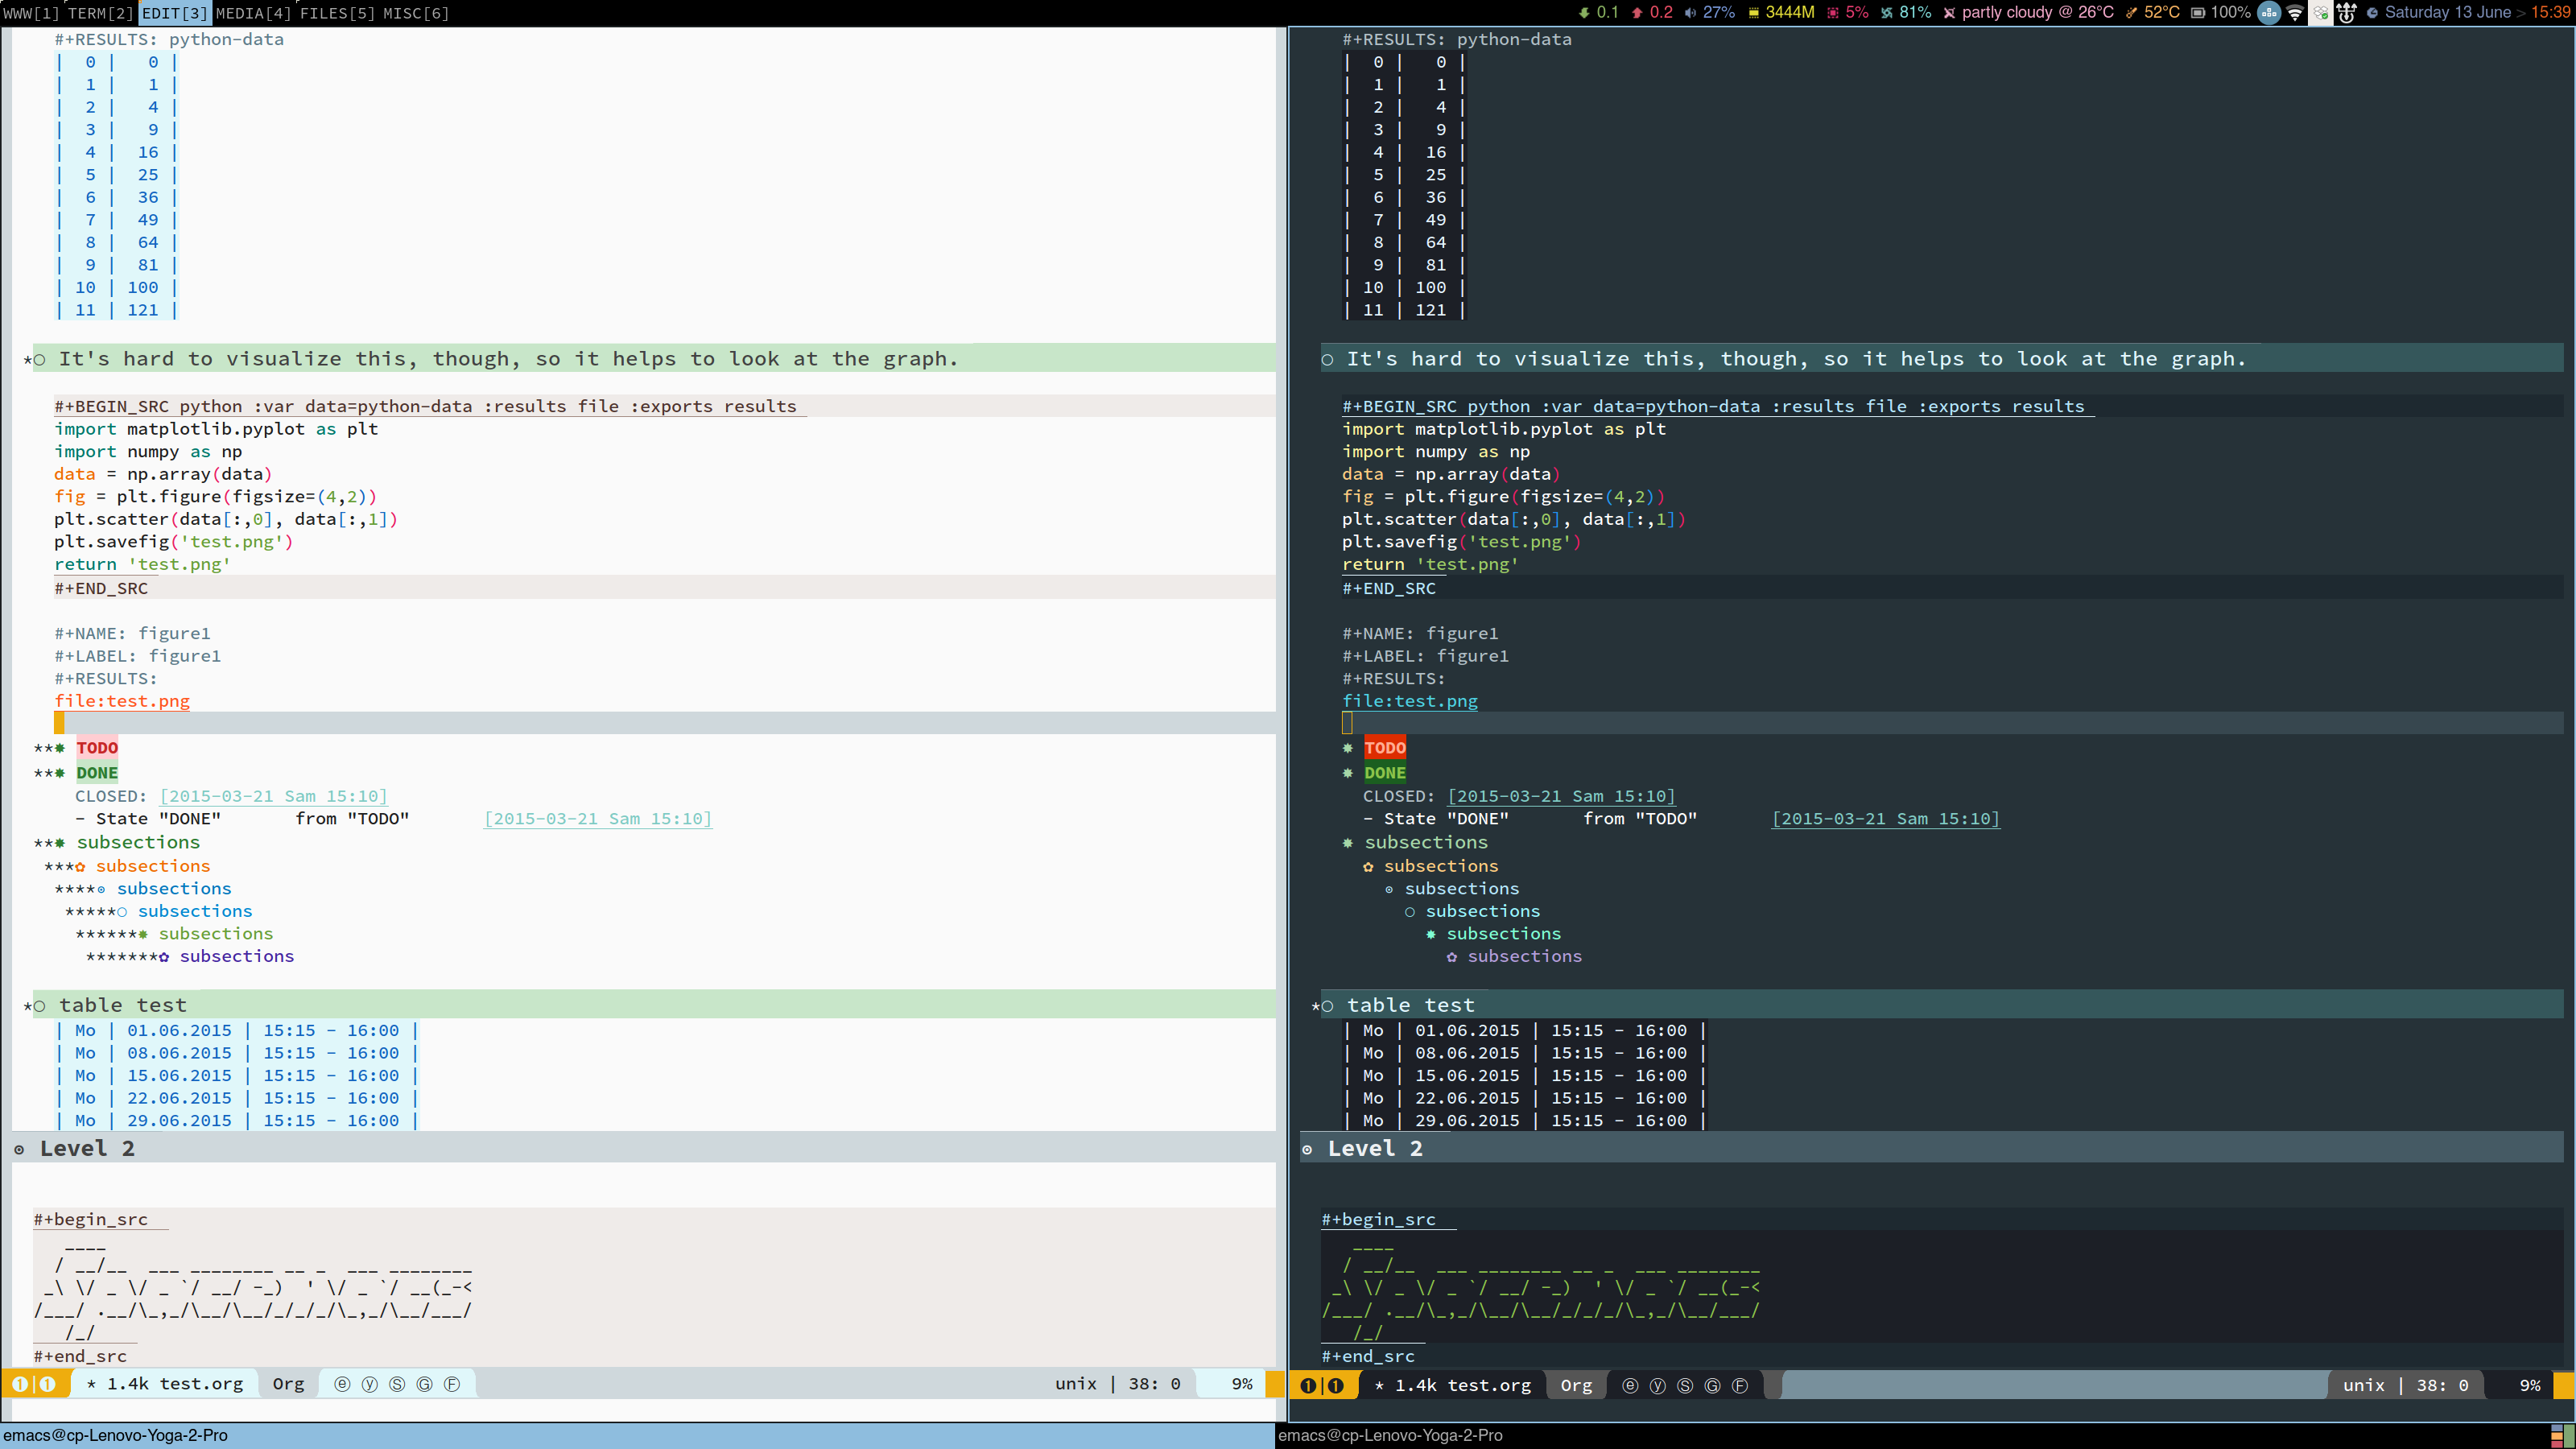 WWW[1] TERM[2] EDIT[3] MEDIA[4] FILES[5] MISC[6]
0.1 0.2 27% 3444M 5% 81% partly cloudy @ 26°C 52°C 100% Saturday 13 June > 15:39
#+RESULTS: python-data
| 0 | 0 |
| 1 | 1 |
| 2 | 4 |
| 3 | 9 |
| 4 | 16 |
| 5 | 25 |
| 6 | 36 |
| 7 | 49 |
| 8 | 64 |
| 9 | 81 |
| 10 | 100 |
| 11 | 121 |
*○ It's hard to visualize this, though, so it helps to look at the graph.
#+BEGIN_SRC python :var data=python-data :results file :exports results
import matplotlib.pyplot as plt
import numpy as np
data = np.array(data)
fig = plt.figure(figsize=(4,2))
plt.scatter(data[:,0], data[:,1])
plt.savefig('test.png')
return 'test.png'
#+END_SRC
#+NAME: figure1
#+LABEL: figure1
#+RESULTS:
file:test.png
**✸ TODO
**✸ DONE
CLOSED: [2015-03-21 Sam 15:10]
- State "DONE" from "TODO" [2015-03-21 Sam 15:10]
**✸ subsections
***✿ subsections
****⊙ subsections
*****○ subsections
******✸ subsections
*******✿ subsections
*○ table test
| Mo | 01.06.2015 | 15:15 - 16:00 |
| Mo | 08.06.2015 | 15:15 - 16:00 |
| Mo | 15.06.2015 | 15:15 - 16:00 |
| Mo | 22.06.2015 | 15:15 - 16:00 |
| Mo | 29.06.2015 | 15:15 - 16:00 |
⊙ Level 2
#+begin_src
   ____
  / __/__  ___ ________ __ _  ___ ________
 _\ \/ _ \/ _ `/ __/ -_)  ' \/ _ `/ __(_-<
/___/ .__/\_,_/\__/\__/_/_/_/\_,_/\__/___/
   /_/
#+end_src
❶|❶ * 1.4k test.org Org ⓔ ⓨ Ⓢ Ⓖ Ⓕ unix | 38: 0 9%
emacs@cp-Lenovo-Yoga-2-Pro
#+RESULTS: python-data
| 0 | 0 |
| 1 | 1 |
| 2 | 4 |
| 3 | 9 |
| 4 | 16 |
| 5 | 25 |
| 6 | 36 |
| 7 | 49 |
| 8 | 64 |
| 9 | 81 |
| 10 | 100 |
| 11 | 121 |
○ It's hard to visualize this, though, so it helps to look at the graph.
#+BEGIN_SRC python :var data=python-data :results file :exports results
import matplotlib.pyplot as plt
import numpy as np
data = np.array(data)
fig = plt.figure(figsize=(4,2))
plt.scatter(data[:,0], data[:,1])
plt.savefig('test.png')
return 'test.png'
#+END_SRC
#+NAME: figure1
#+LABEL: figure1
#+RESULTS:
file:test.png
✸ TODO
✸ DONE
CLOSED: [2015-03-21 Sam 15:10]
- State "DONE" from "TODO" [2015-03-21 Sam 15:10]
✸ subsections
✿ subsections
⊙ subsections
○ subsections
✸ subsections
✿ subsections
*○ table test
| Mo | 01.06.2015 | 15:15 - 16:00 |
| Mo | 08.06.2015 | 15:15 - 16:00 |
| Mo | 15.06.2015 | 15:15 - 16:00 |
| Mo | 22.06.2015 | 15:15 - 16:00 |
| Mo | 29.06.2015 | 15:15 - 16:00 |
⊙ Level 2
#+begin_src
   ____
  / __/__  ___ ________ __ _  ___ ________
 _\ \/ _ \/ _ `/ __/ -_)  ' \/ _ `/ __(_-<
/___/ .__/\_,_/\__/\__/_/_/_/\_,_/\__/___/
   /_/
#+end_src
❶|❶ * 1.4k test.org Org ⓔ ⓨ Ⓢ Ⓖ Ⓕ unix | 38: 0 9%
emacs@cp-Lenovo-Yoga-2-Pro